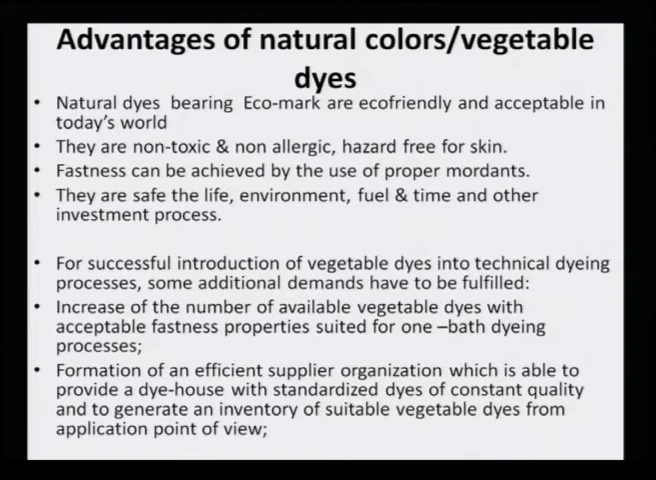 Advantages of natural colors/vegetable
dyes
• Natural dyes bearing Eco-mark are ecofriendly and acceptable in
today's world
• They are non-toxic & non allergic, hazard free for skin.
• Fastness can be achieved by the use of proper mordants.
• They are safe the life, environment, fuel & time and other
investment process.
• For successful introduction of vegetable dyes into technical dyeing
processes, some additional demands have to be fulfilled:
• Increase of the number of available vegetable dyes with
acceptable fastness properties suited for one –bath dyeing
processes;
• Formation of an efficient supplier organization which is able to
provide a dye-house with standardized dyes of constant quality
and to generate an inventory of suitable vegetable dyes from
application point of view;